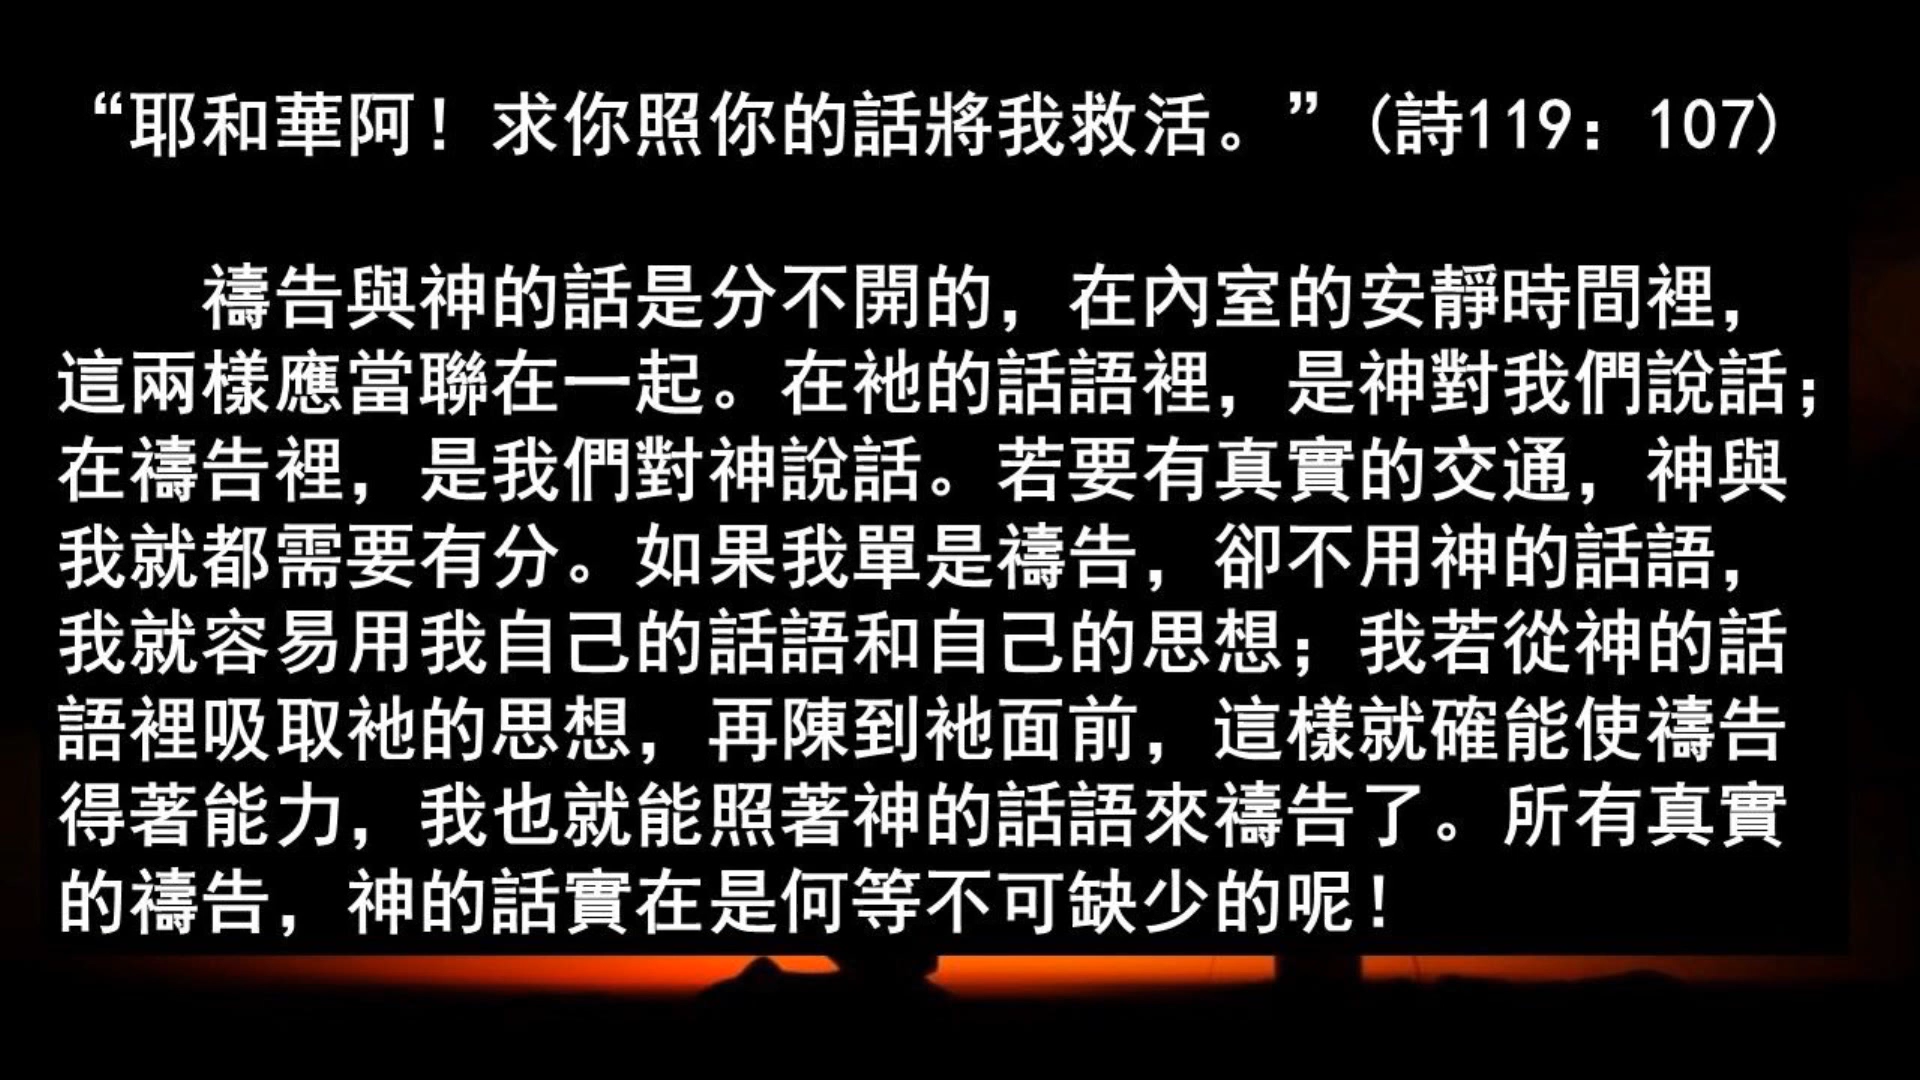 “耶和華阿！求你照你的話將我救活。”(詩119：107)
禱告與神的話是分不開的，在內室的安靜時間裡，
這兩樣應當聯在一起。在祂的話語裡，是神對我們說話；
在禱告裡，是我們對神說話。若要有真實的交通，神與
我就都需要有分。如果我單是禱告，卻不用神的話語，
我就容易用我自己的話語和自己的思想；我若從神的話
語裡吸取祂的思想，再陳到祂面前，這樣就確能使禱告
得著能力，我也就能照著神的話語來禱告了。所有真實
的禱告，神的話實在是何等不可缺少的呢！